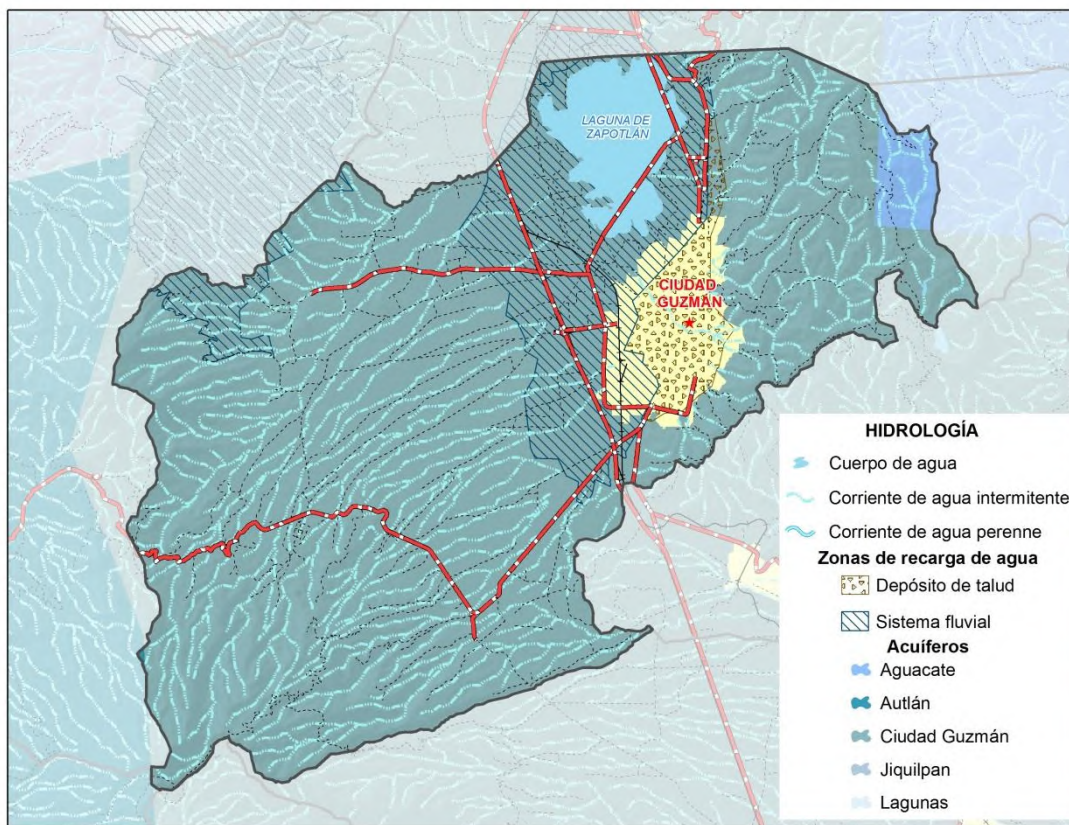 LAGUNA DE
ZAPOTLÁN
CIUDAD
GUZMÁN
HIDROLOGÍA
Cuerpo de agua
Corriente de agua intermitente
Corriente de agua perenne
Zonas de recarga de agua
Depósito de talud
Sistema fluvial
Acuíferos
Aguacate
Autlán
Ciudad Guzmán
Jiquilpan
Lagunas